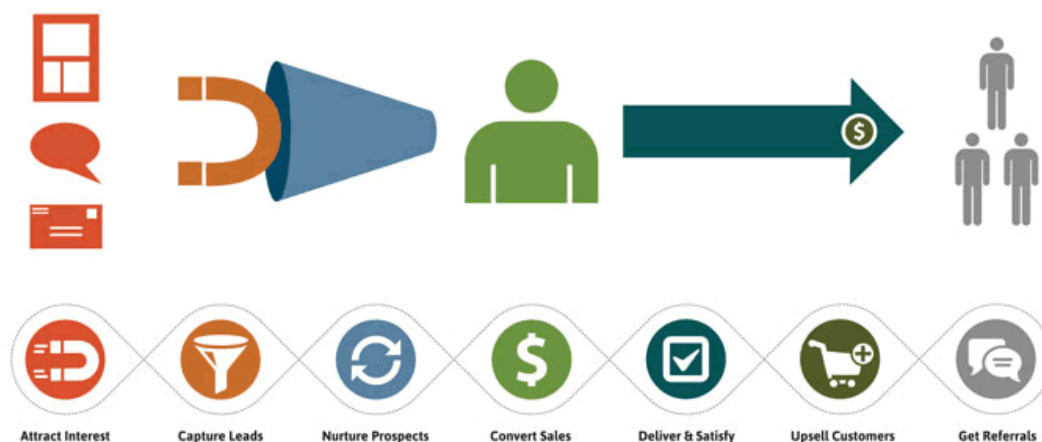 $
$
Attract Interest
Capture Leads
Nurture Prospects
Convert Sales
Deliver & Satisfy
Upsell Customers
Get Referrals